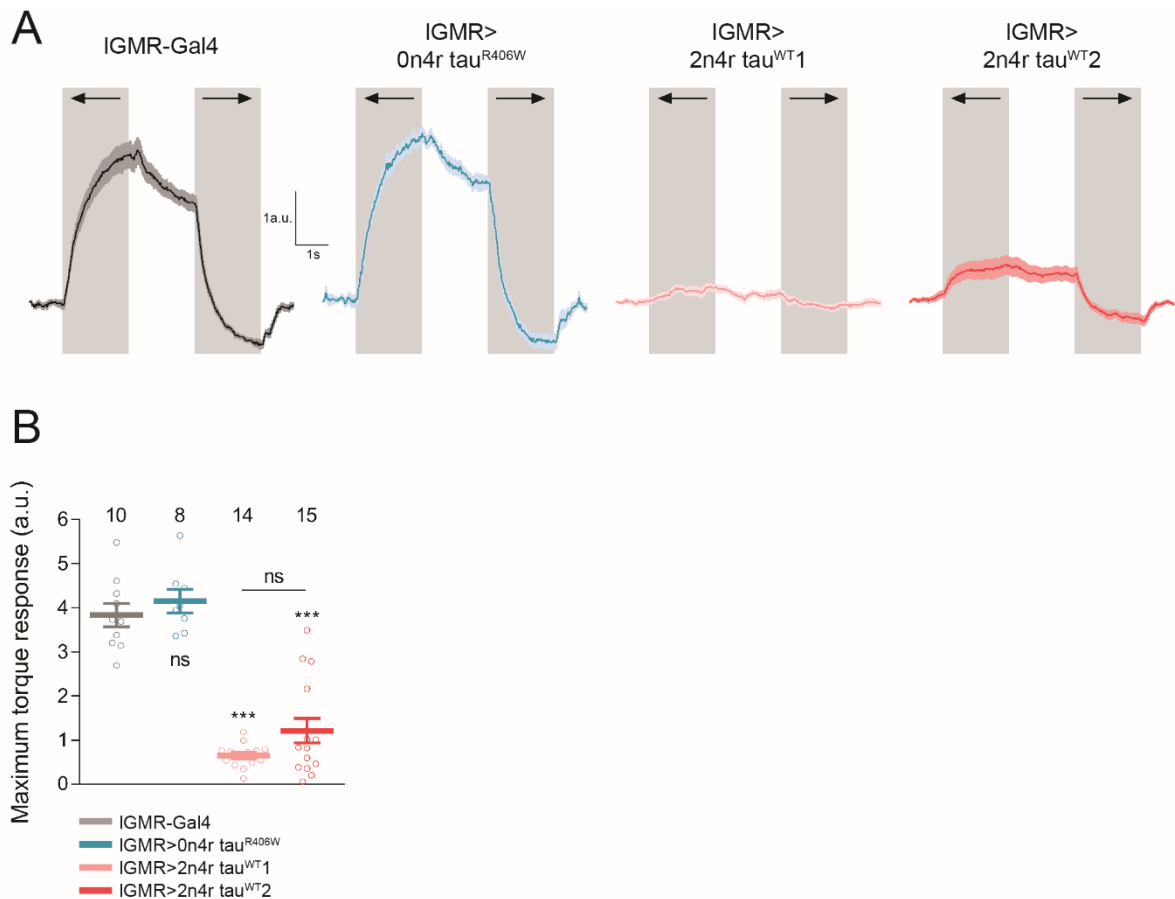 A
lGMR-Gal4
lGMR>
0n4r tau^R406W
lGMR>
2n4r tau^WT1
lGMR>
2n4r tau^WT2
1a.u.
1s
B
Maximum torque response (a.u.)
6
5
4
3
2
1
0
10 8 14 15
ns
***
ns
***
lGMR-Gal4
lGMR>0n4r tau^R406W
lGMR>2n4r tau^WT1
lGMR>2n4r tau^WT2